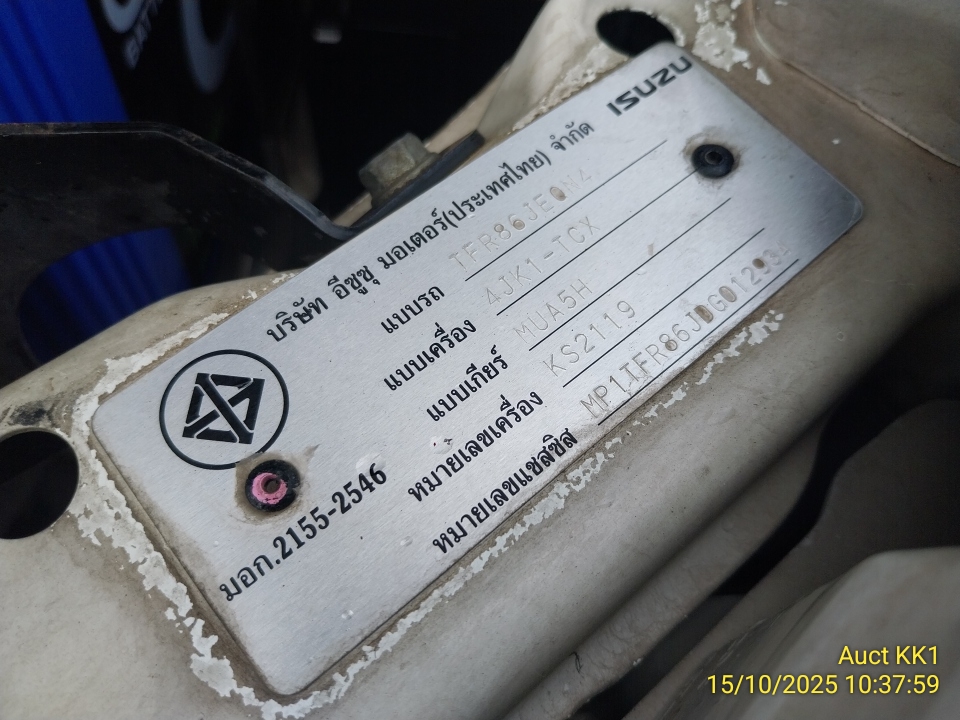 ISUZU
บริษัท อีซูซุ มอเตอร์(ประเทศไทย) จำกัด
แบบรถ TFR86JEQN4
แบบเครื่อง 4JK1-TCX
แบบเกียร์ MUA5H
หมายเลขเครื่อง KS2119
หมายเลขแชสซิส MP1TFR86JDG012934
มอก.2155-2546
Auct KK1
15/10/2025 10:37:59